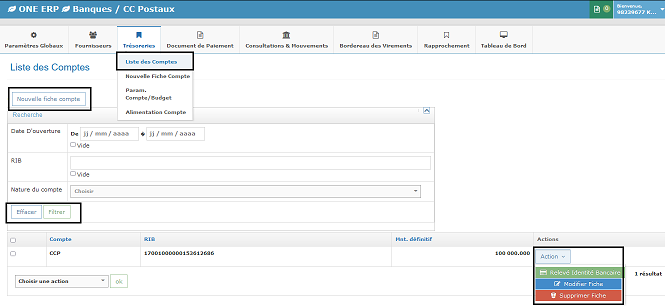 ONE ERP Banques / CC Postaux
0
Bienvenue,
48339677 K...
Paramètres Globaux
Fournisseurs
Trésoreries
Document de Paiement
Consultations & Mouvements
Bordereau des Virements
Rapprochement
Tableau de Bord
Liste des Comptes
Nouvelle Fiche Compte
Param.
Compte/Budget
Alimentation Compte
Liste des Comptes
Nouvelle fiche compte
Recherche
Date D'ouverture
De jj / mm / aaaa à jj / mm / aaaa
Vide
RIB
Vide
Nature du compte
Choisir
Effacer
Filtrer
Compte
RIB
Mnt. définitif
Actions
CCP
17001000000153612686
100 000.000
Action
Relevé Identité Bancaire
Modifier Fiche
Supprimer Fiche
Choisir une action
ok
1 résultat